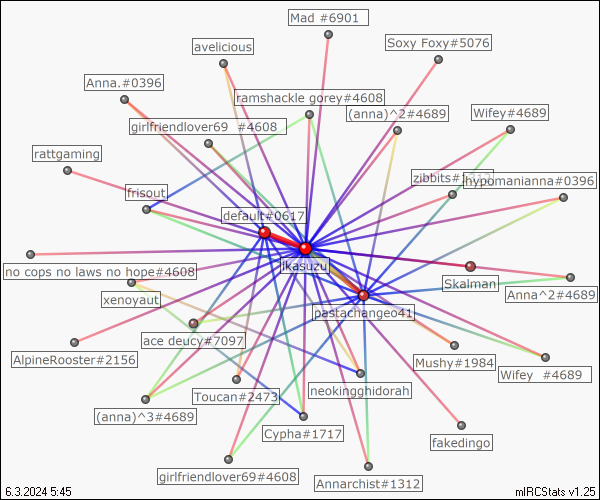 Mad #6901
avelicious
Soxy Foxy#5076
Anna.#0396
ramshackle gorey#4608
(anna)^2#4689
Wifey#4689
girlfriendlover69 #4608
rattgaming
zibbits#1312
hypomanianna#0396
frisout
default#0617
ikasuzu
no cops no laws no hope#4608
Skalman
Anna^2#4689
xenoyaut
pastachangeo41
ace deucy#7097
AlpineRooster#2156
Mushy#1984
Wifey #4689
neokingghidorah
Toucan#2473
(anna)^3#4689
Cypha#1717
fakedingo
girlfriendlover69#4608
Annarchist#1312
6.3.2024 5:45
mIRCStats v1.25